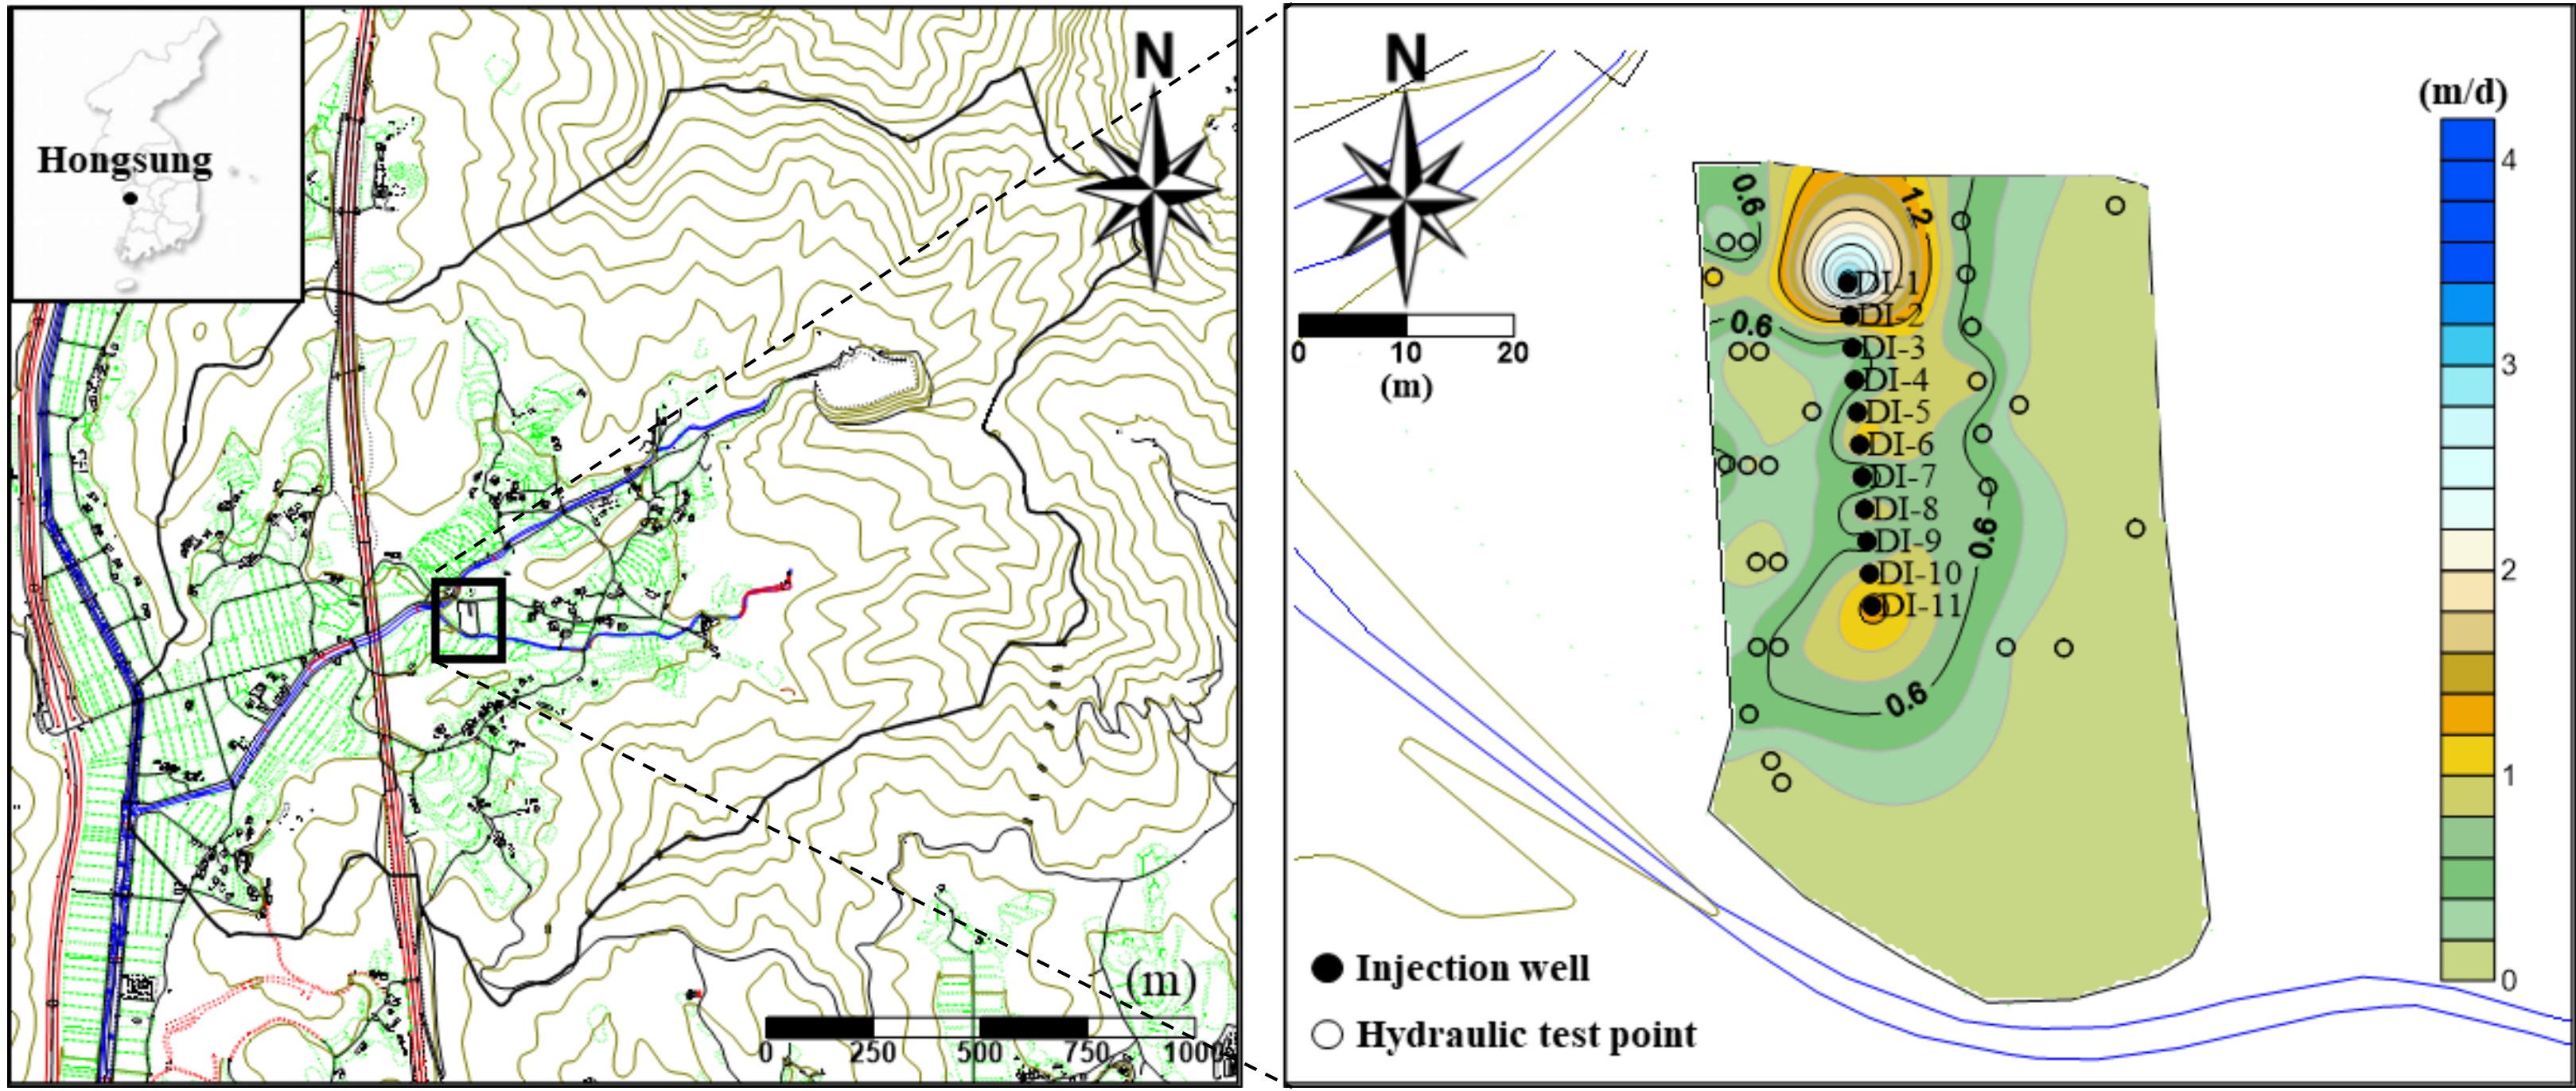 Hongsung
N
(m)
0 250 500 750 1000
N
0 10 20
(m)
(m/d)
4
3
2
1
0
0.6
1.2
DI-1
DI-2
0.6
DI-3
DI-4
DI-5
DI-6
DI-7
DI-8
0.6
DI-9
DI-10
DI-11
0.6
Injection well
Hydraulic test point